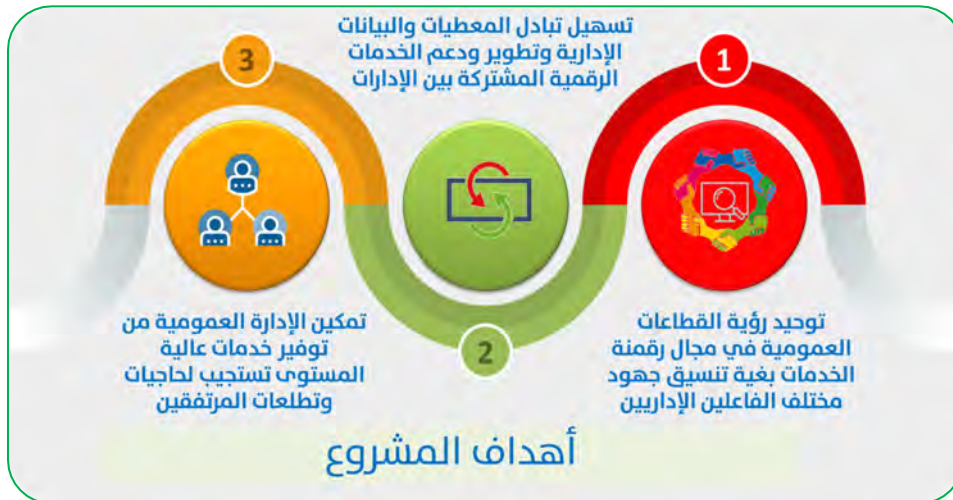 1
توحيد رؤية القطاعات
العمومية في مجال رقمنة
الخدمات بغية تنسيق جهود
مختلف الفاعلين الإداريين
تسهيل تبادل المعطيات والبيانات
الإدارية وتطوير ودعم الخدمات
الرقمية المشتركة بين الإدارات
2
3
تمكين الإدارة العمومية من
توفير خدمات عالية
المستوى تستجيب لحاجيات
وتطلعات المرتفقين
أهداف المشروع